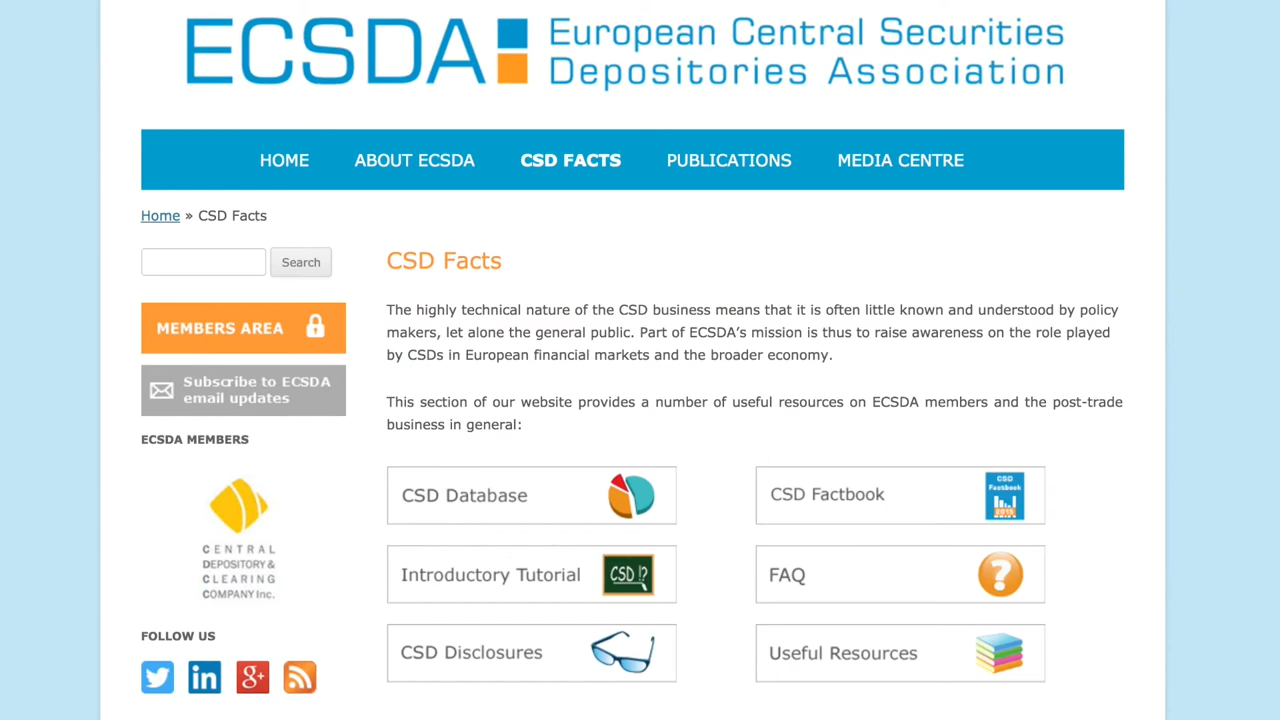 ECSDA
European Central Securities
Depositories Association
HOME ABOUT ECSDA CSD FACTS PUBLICATIONS MEDIA CENTRE
Home » CSD Facts
Search
MEMBERS AREA
Subscribe to ECSDA
email updates
ECSDA MEMBERS
CENTRAL
DEPOSITORY &
CLEARING
COMPANY Inc.
FOLLOW US
in
g+
CSD Facts
The highly technical nature of the CSD business means that it is often little known and understood by policy
makers, let alone the general public. Part of ECSDA’s mission is thus to raise awareness on the role played
by CSDs in European financial markets and the broader economy.
This section of our website provides a number of useful resources on ECSDA members and the post-trade
business in general:
CSD Database
CSD Factbook
CSD
Factbook
2015
Introductory Tutorial
CSD !?
FAQ
?
CSD Disclosures
Useful Resources